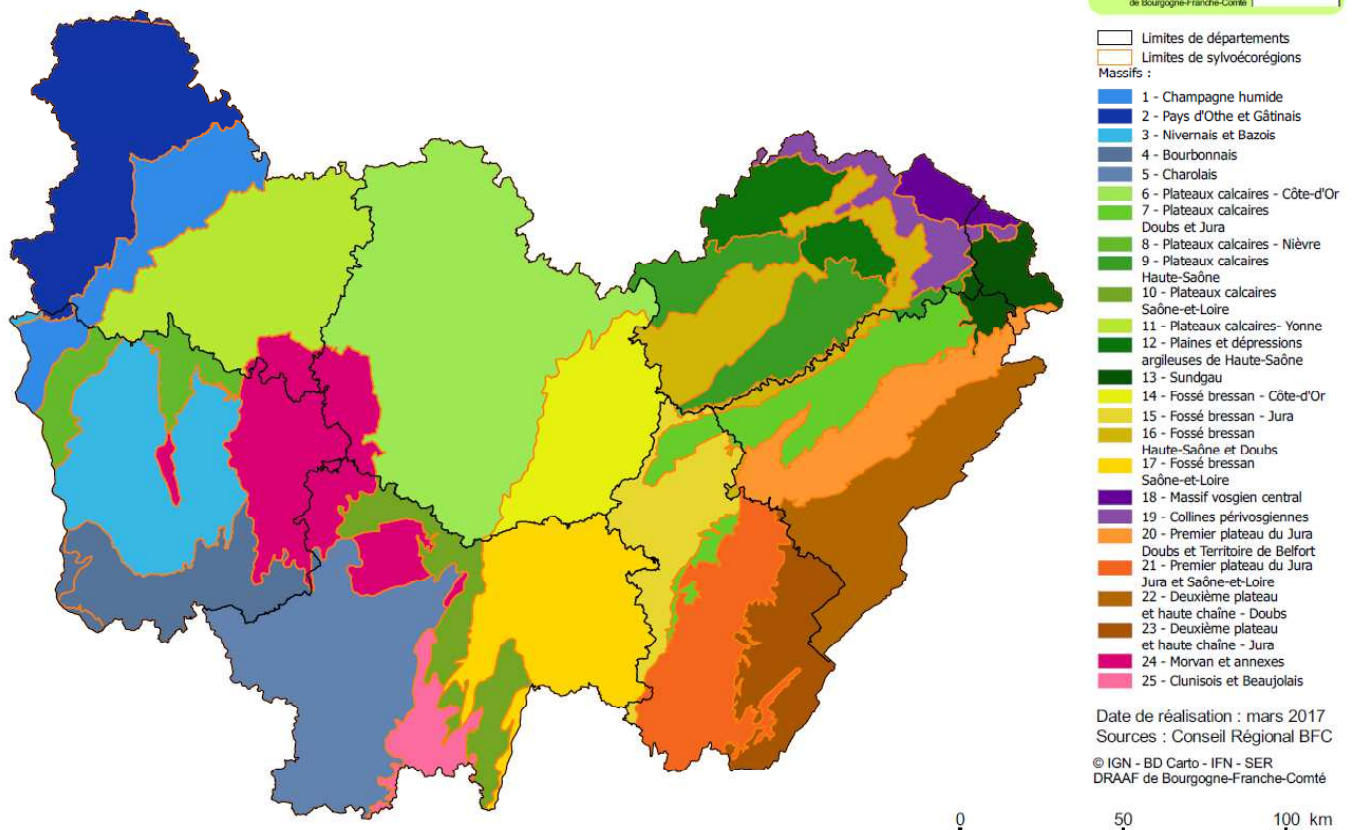 de Bourgogne-Franche-Comté
Limites de départements
Limites de sylvoécorégions
Massifs :
1 - Champagne humide
2 - Pays d'Othe et Gâtinais
3 - Nivernais et Bazois
4 - Bourbonnais
5 - Charolais
6 - Plateaux calcaires - Côte-d'Or
7 - Plateaux calcaires
Doubs et Jura
8 - Plateaux calcaires - Nièvre
9 - Plateaux calcaires
Haute-Saône
10 - Plateaux calcaires
Saône-et-Loire
11 - Plateaux calcaires- Yonne
12 - Plaines et dépressions
argileuses de Haute-Saône
13 - Sundgau
14 - Fossé bressan - Côte-d'Or
15 - Fossé bressan - Jura
16 - Fossé bressan
Haute-Saône et Doubs
17 - Fossé bressan
Saône-et-Loire
18 - Massif vosgien central
19 - Collines périvosgiennes
20 - Premier plateau du Jura
Doubs et Territoire de Belfort
21 - Premier plateau du Jura
Jura et Saône-et-Loire
22 - Deuxième plateau
et haute chaîne - Doubs
23 - Deuxième plateau
et haute chaîne - Jura
24 - Morvan et annexes
25 - Clunisois et Beaujolais
Date de réalisation : mars 2017
Sources : Conseil Régional BFC
© IGN - BD Carto - IFN - SER
DRAAF de Bourgogne-Franche-Comté
0 50 100 km